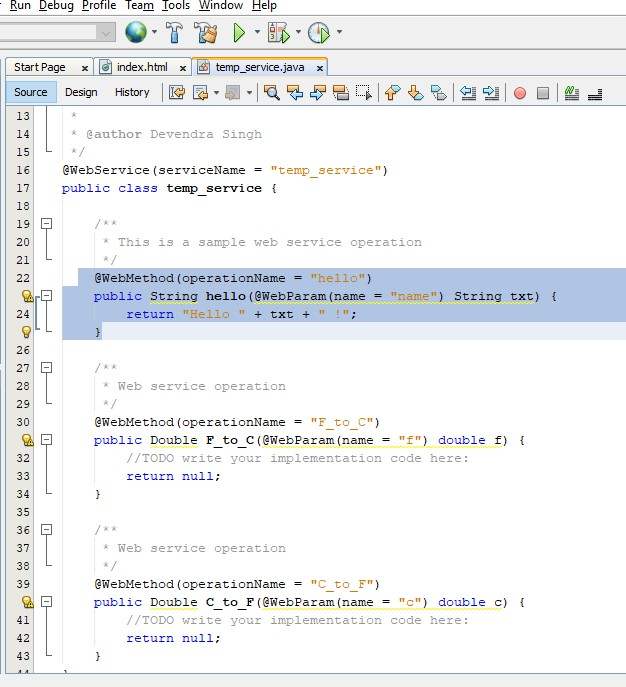 Run Debug Profile Team Tools Window Help
Start Page x index.html x temp_service.java x
Source Design History
13 *
14 * @author Devendra Singh
15 */
16 @WebService(serviceName = "temp_service")
17 public class temp_service {
18
19 /**
20 * This is a sample web service operation
21 */
22 @WebMethod(operationName = "hello")
public String hello(@WebParam(name = "name") String txt) {
24 return "Hello " + txt + " !";
}
26
27 /**
28 * Web service operation
29 */
30 @WebMethod(operationName = "F_to_C")
public Double F_to_C(@WebParam(name = "f") double f) {
32 //TODO write your implementation code here:
33 return null;
34 }
35
36 /**
37 * Web service operation
38 */
39 @WebMethod(operationName = "C_to_F")
public Double C_to_F(@WebParam(name = "c") double c) {
41 //TODO write your implementation code here:
42 return null;
43 }